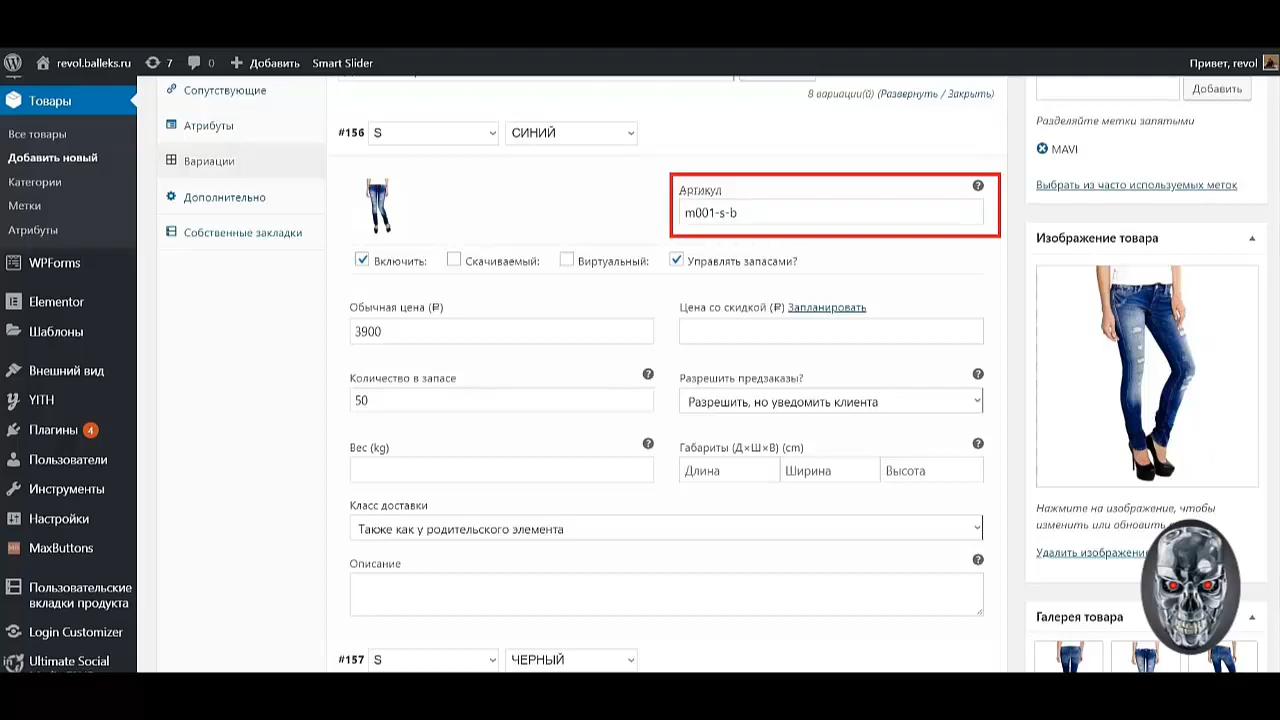 revol.balleks.ru 7 0 Добавить Smart Slider Привет, revol
Товары
Все товары
Добавить новый
Категории
Метки
Атрибуты
WPForms
Elementor
Шаблоны
Внешний вид
YITH
Плагины 4
Пользователи
Инструменты
Настройки
MaxButtons
Пользовательские
вкладки продукта
Login Customizer
Ultimate Social
Сопутствующие
Атрибуты
Вариации
Дополнительно
Собственные закладки
8 вариации(й) (Развернуть / Закрыть)
#156 S СИНИЙ
Артикул ?
m001-s-b
Включить: Скачиваемый: Виртуальный: Управлять запасами?
Обычная цена (₽) Цена со скидкой (₽) Запланировать
3900
Количество в запасе ? Разрешить предзаказы? ?
50 Разрешить, но уведомить клиента
Вес (kg) ? Габариты (Д×Ш×В) (cm) ?
Длина Ширина Высота
Класс доставки
Также как у родительского элемента
Описание ?
#157 S ЧЕРНЫЙ
Добавить
Разделяйте метки запятыми
MAVI
Выбрать из часто используемых меток
Изображение товара
Нажмите на изображение, чтобы
изменить или обновить
Удалить изображени
Галерея товара